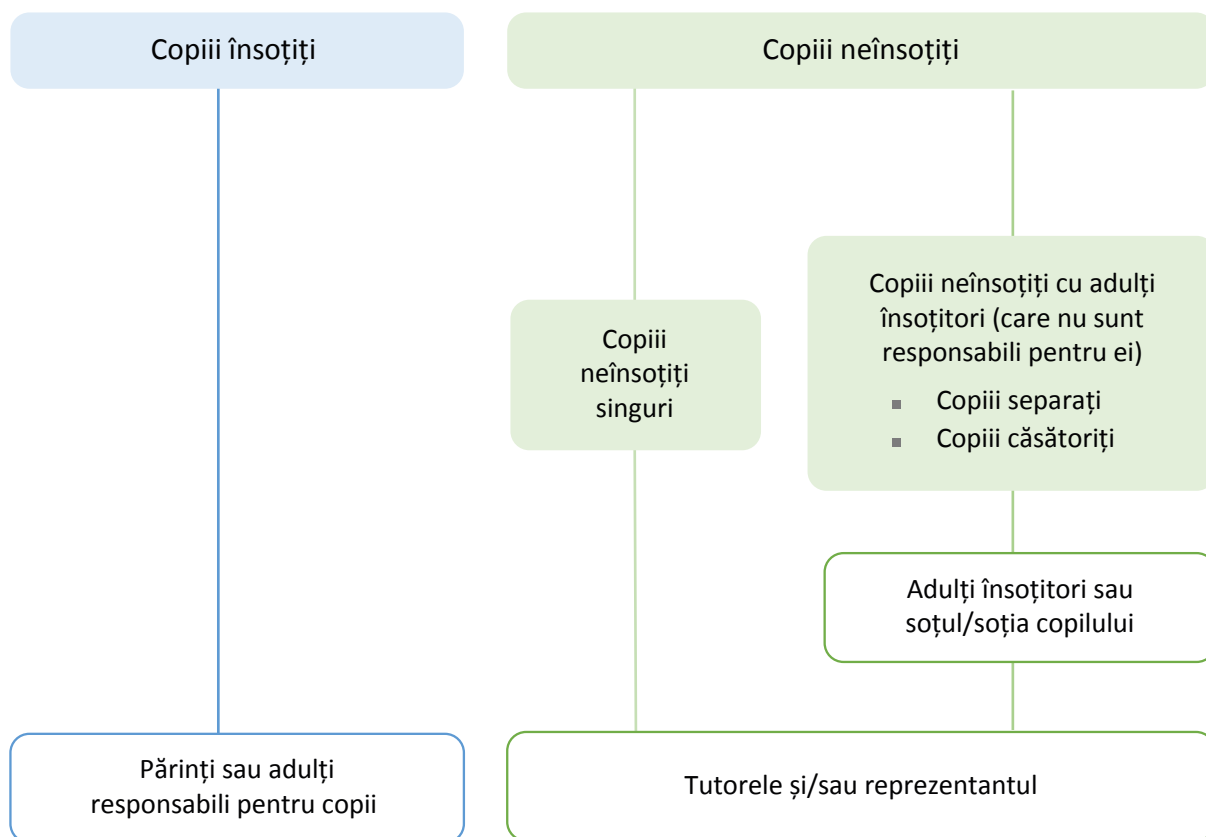 Copiii însoțiți
Copiii neînsoțiți
Copiii neînsoțiți cu adulți
însoțitori (care nu sunt
responsabili pentru ei)
▪ Copiii separați
▪ Copiii căsătoriți
Copiii
neînsoțiți
singuri
Adulți însoțitori sau
soțul/soția copilului
Părinți sau adulți
responsabili pentru copii
Tutorele și/sau reprezentantul